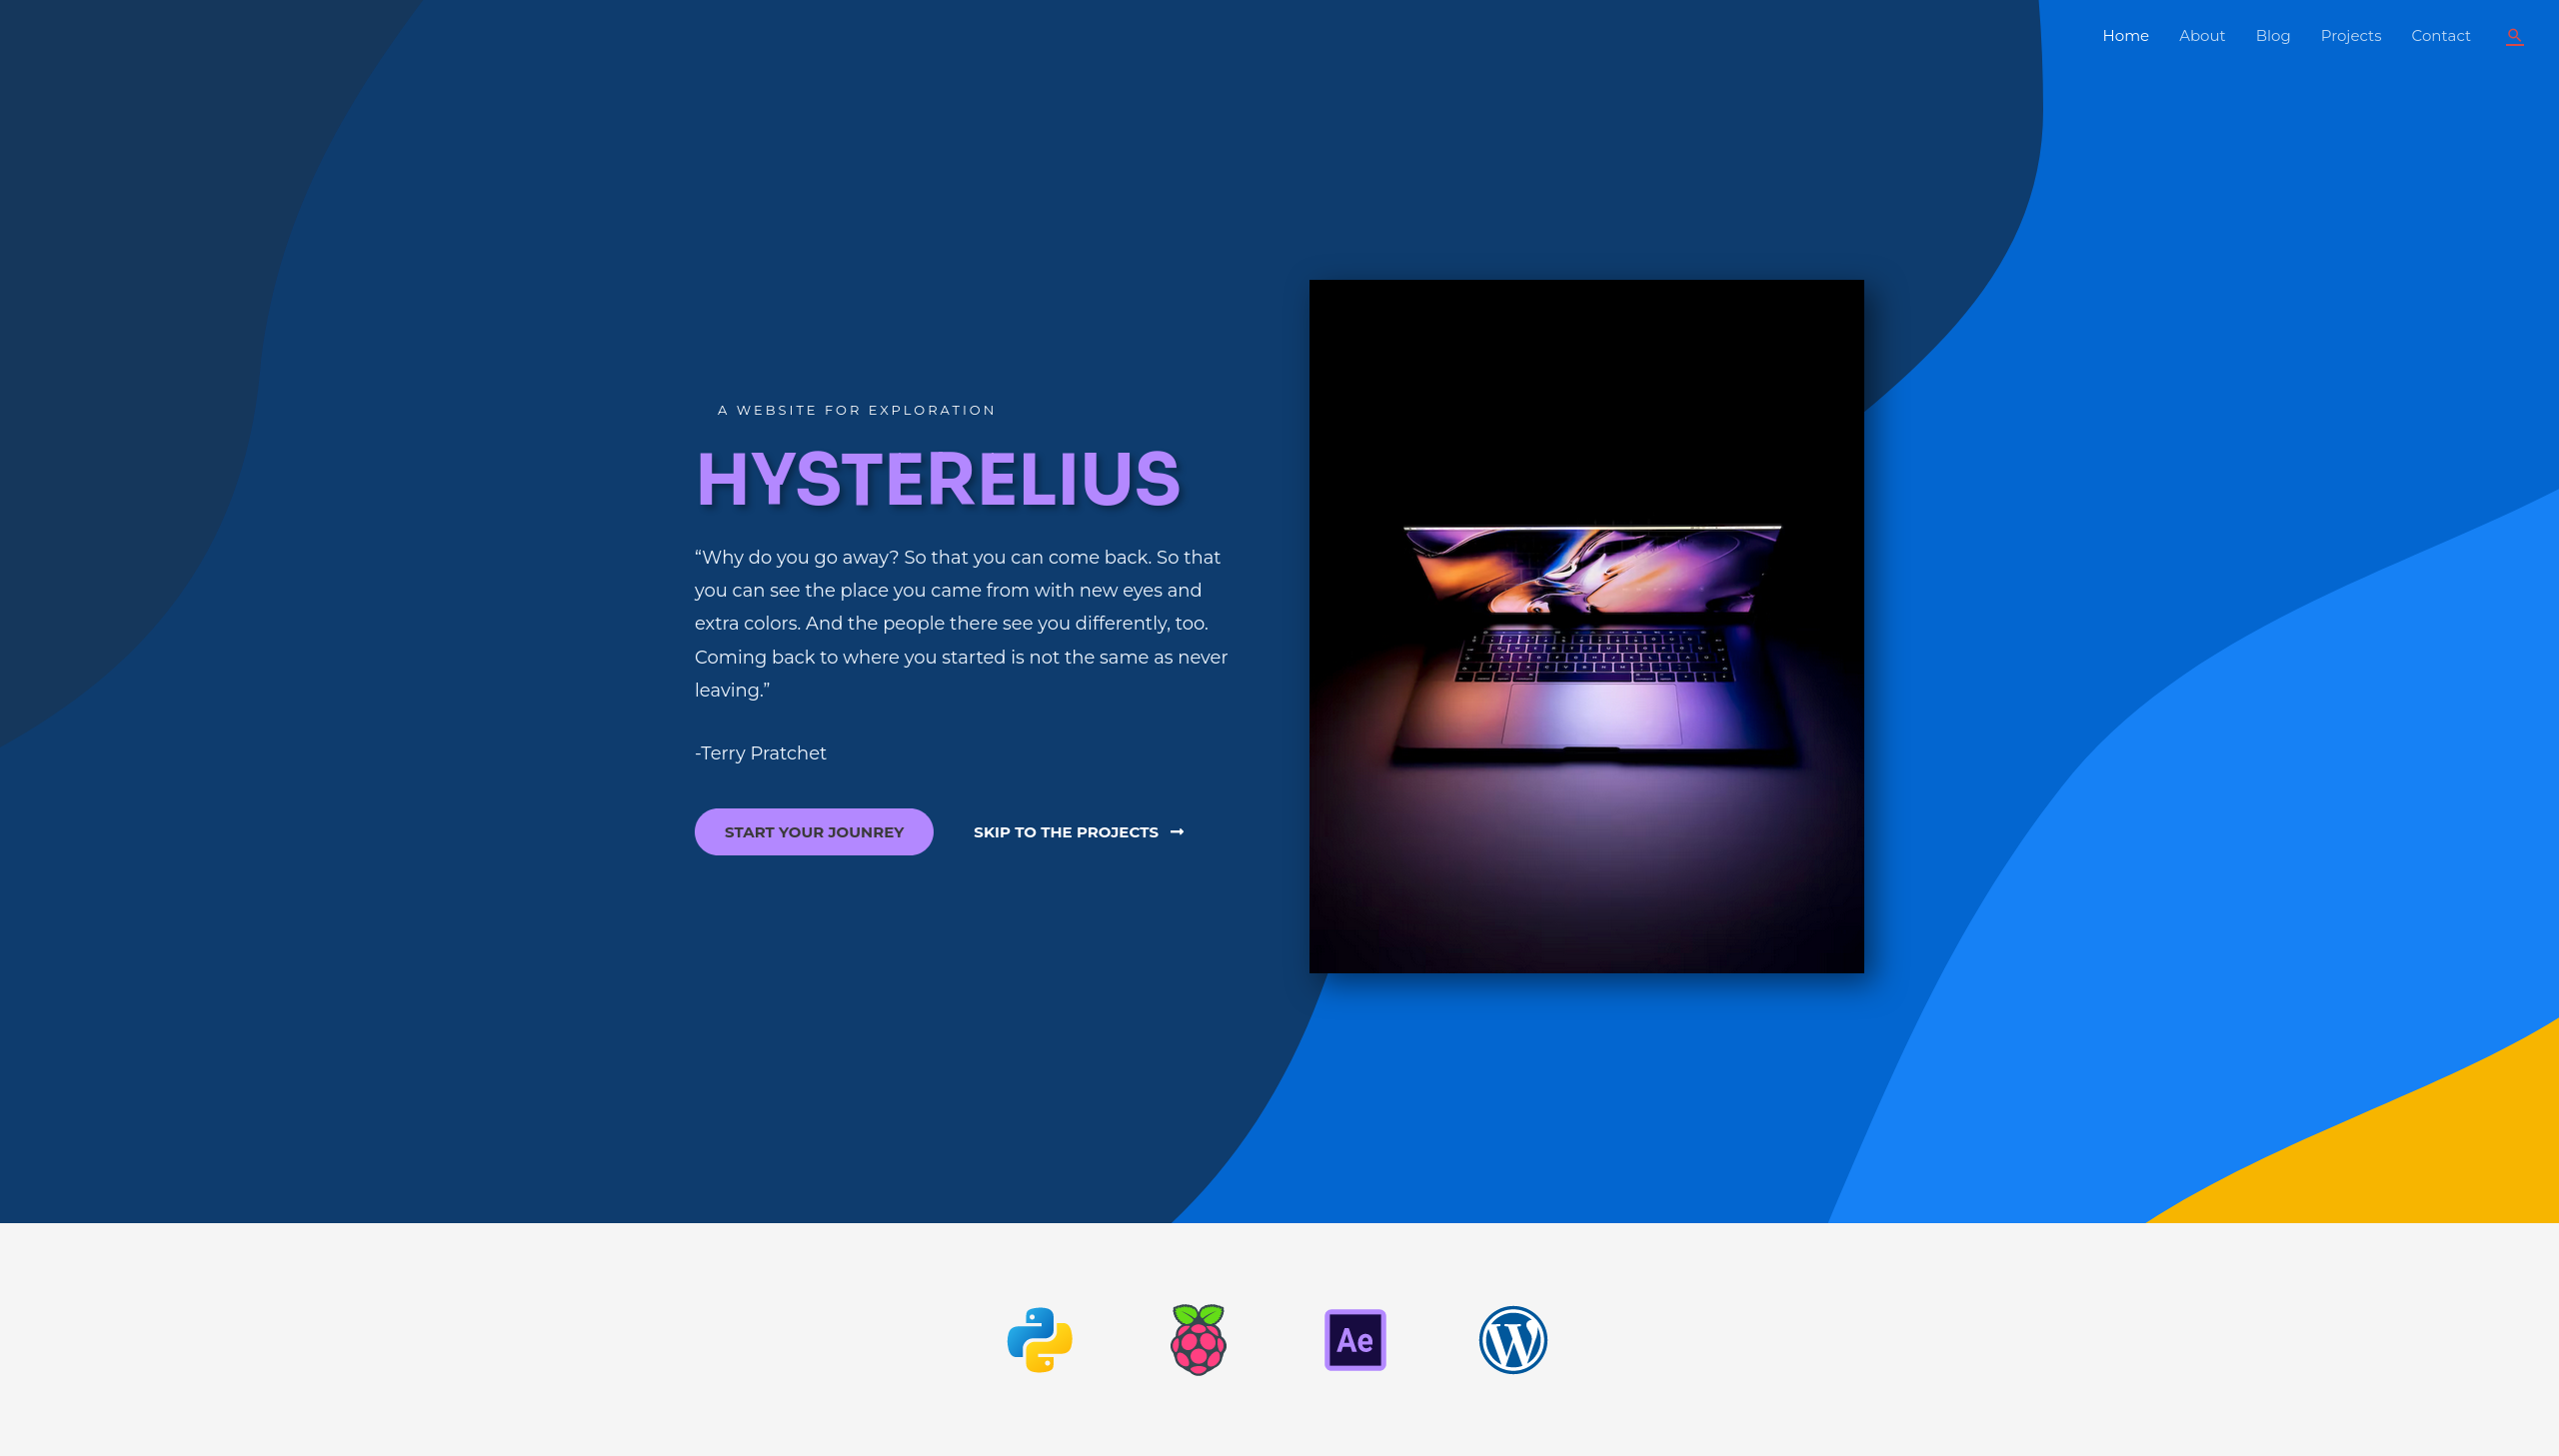 Home About Blog Projects Contact
A WEBSITE FOR EXPLORATION
HYSTERELIUS
“Why do you go away? So that you can come back. So that
you can see the place you came from with new eyes and
extra colors. And the people there see you differently, too.
Coming back to where you started is not the same as never
leaving.”
-Terry Pratchet
START YOUR JOUNREY SKIP TO THE PROJECTS
Ae